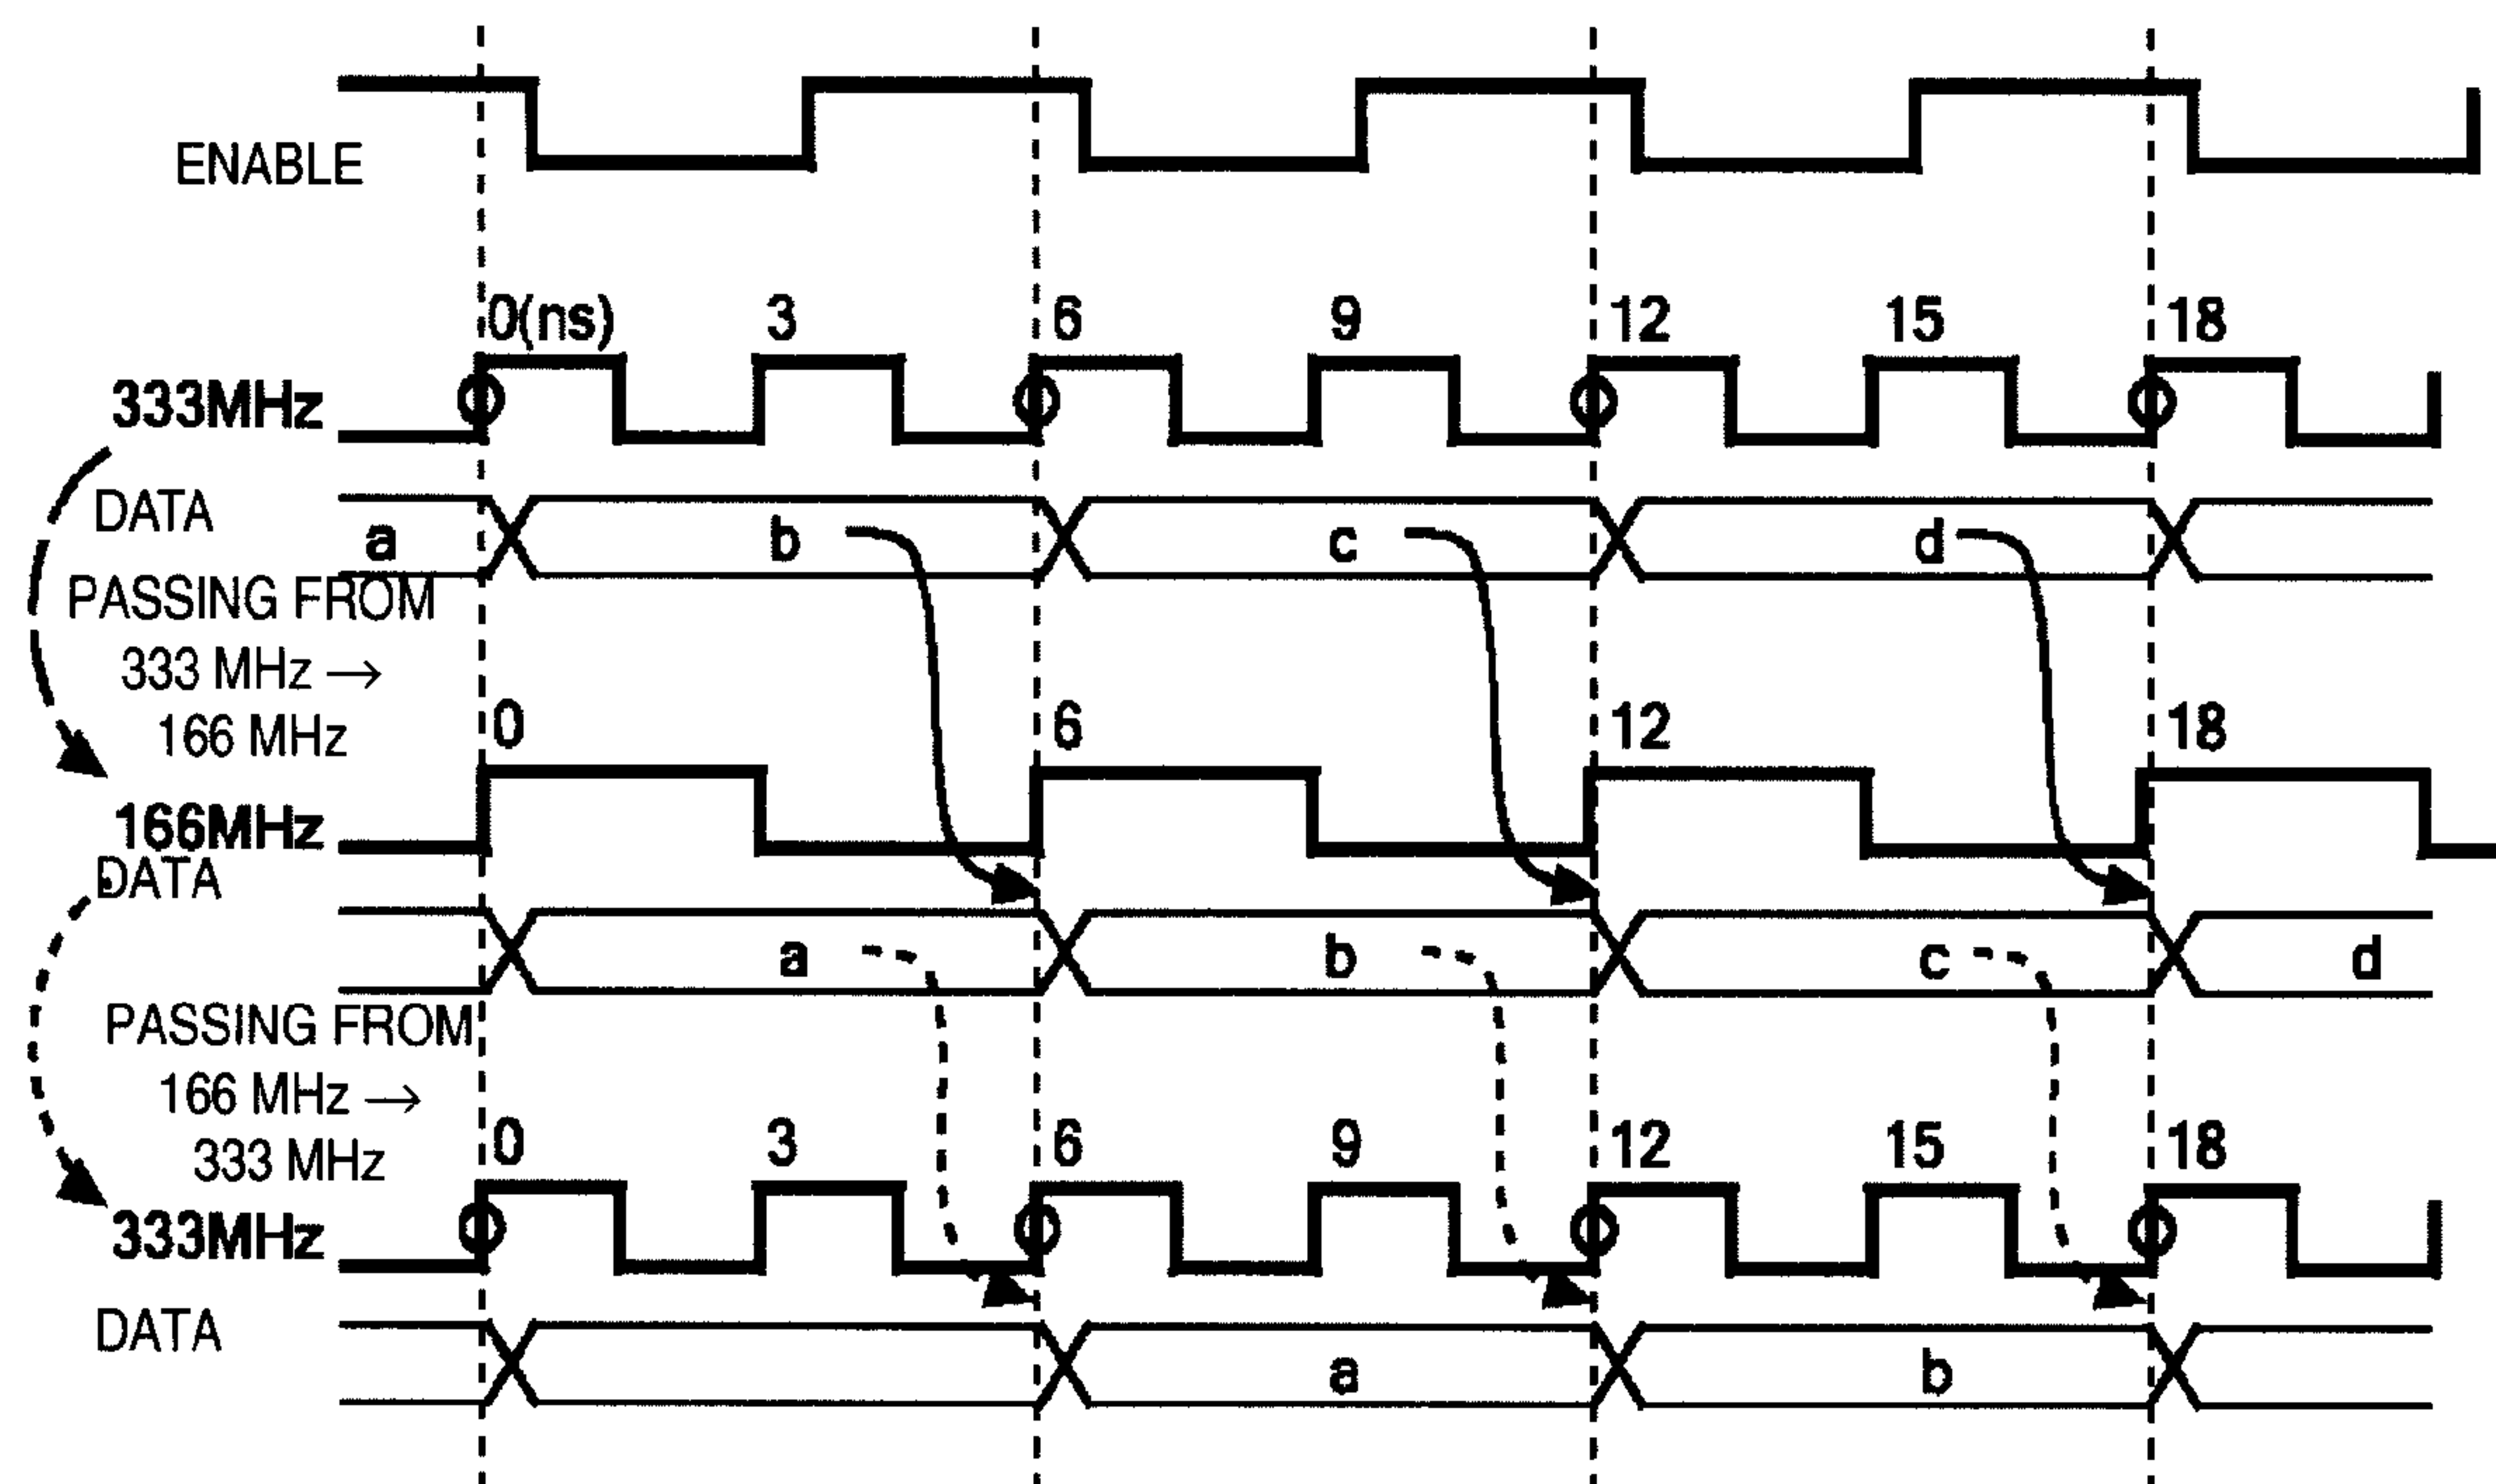 ENABLE
0(ns) 3 6 9 12 15 18
333MHz
DATA
a b c d
PASSING FROM
333 MHz →
166 MHz
0 6 12 18
166MHz
DATA
a b c d
PASSING FROM
166 MHz →
333 MHz
0 3 6 9 12 15 18
333MHz
DATA
a b